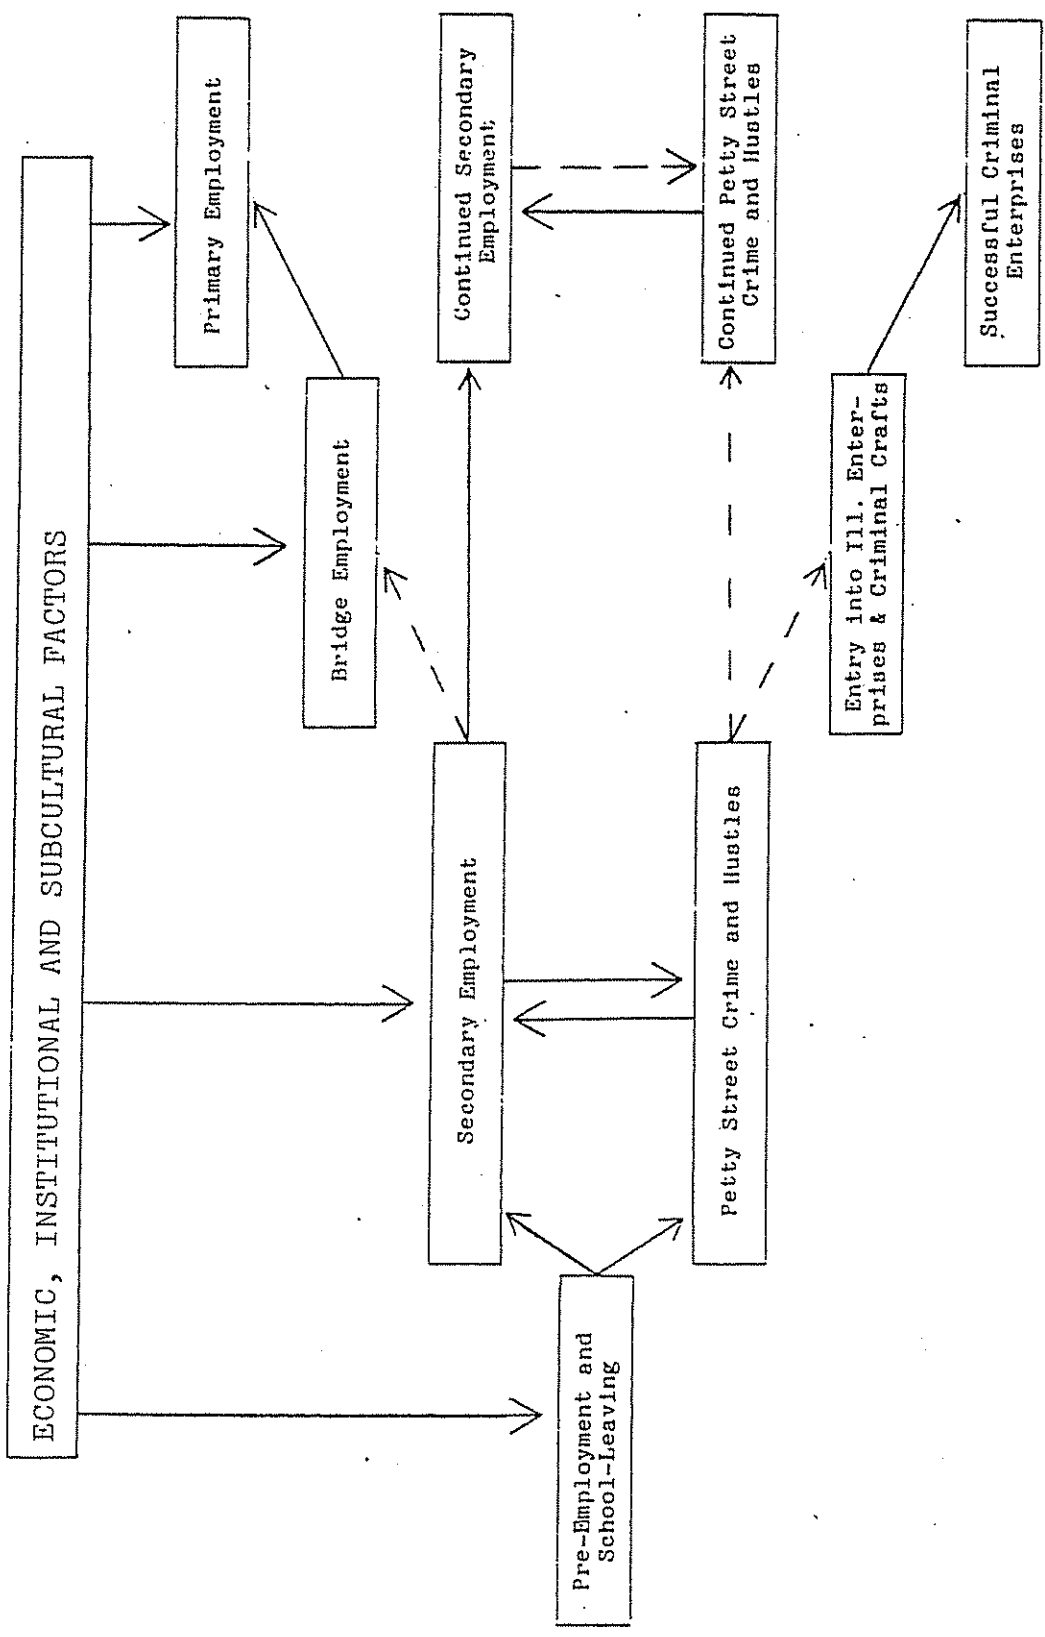 ECONOMIC, INSTITUTIONAL AND SUBCULTURAL FACTORS
Pre-Employment and
School-Leaving
Secondary Employment
Petty Street Crime and Hustles
Bridge Employment
Entry into Ill. Enter-
prises & Criminal Crafts
Primary Employment
Continued Secondary
Employment
Continued Petty Street
Crime and Hustles
Successful Criminal
Enterprises